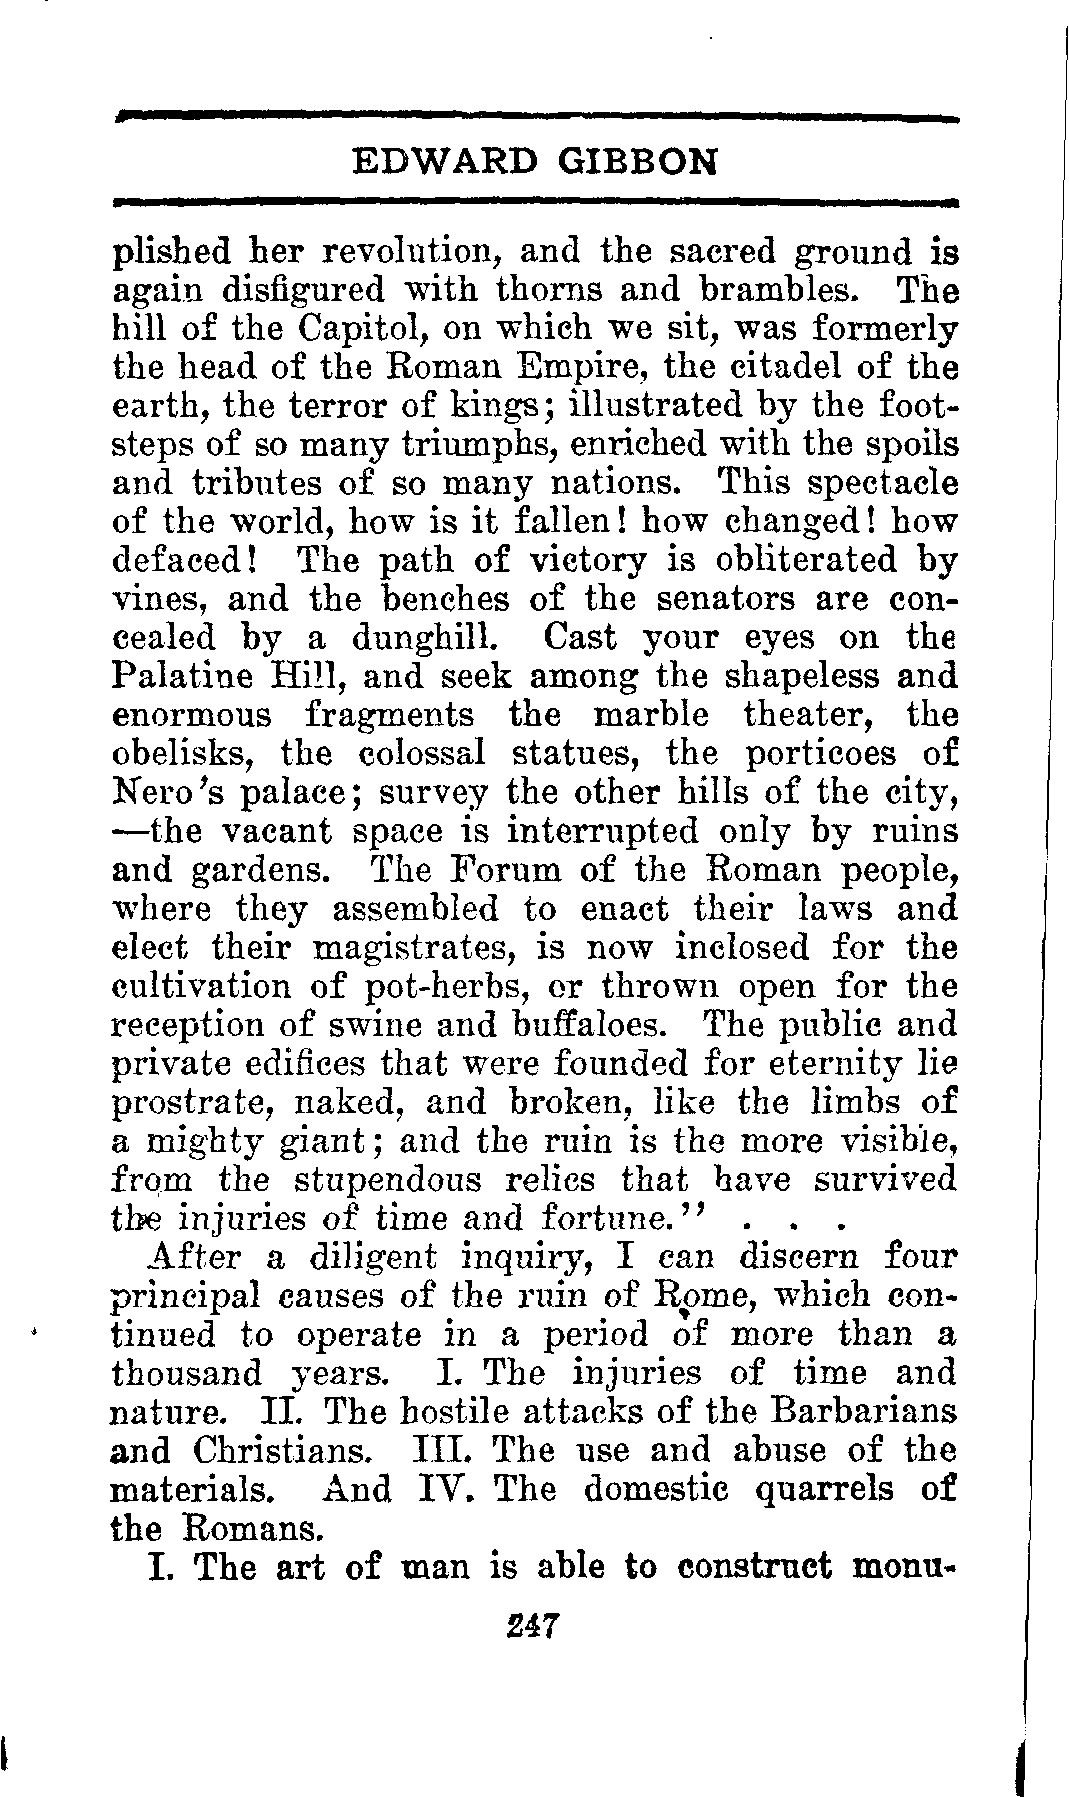 EDWARD GIBBON
plished her revolution, and the sacred ground is
again disfigured with thorns and brambles. The
hill of the Capitol, on which we sit, was formerly
the head of the Roman Empire, the citadel of the
earth, the terror of kings; illustrated by the foot-
steps of so many triumphs, enriched with the spoils
and tributes of so many nations. This spectacle
of the world, how is it fallen! how changed! how
defaced! The path of victory is obliterated by
vines, and the benches of the senators are con-
cealed by a dunghill. Cast your eyes on the
Palatine Hill, and seek among the shapeless and
enormous fragments the marble theater, the
obelisks, the colossal statues, the porticoes of
Nero's palace; survey the other hills of the city,
—the vacant space is interrupted only by ruins
and gardens. The Forum of the Roman people,
where they assembled to enact their laws and
elect their magistrates, is now inclosed for the
cultivation of pot-herbs, or thrown open for the
reception of swine and buffaloes. The public and
private edifices that were founded for eternity lie
prostrate, naked, and broken, like the limbs of
a mighty giant; and the ruin is the more visible,
from the stupendous relics that have survived
the injuries of time and fortune." . . .
After a diligent inquiry, I can discern four
principal causes of the ruin of Rome, which con-
tinued to operate in a period of more than a
thousand years. I. The injuries of time and
nature. II. The hostile attacks of the Barbarians
and Christians. III. The use and abuse of the
materials. And IV. The domestic quarrels of
the Romans.
I. The art of man is able to construct monu-
247